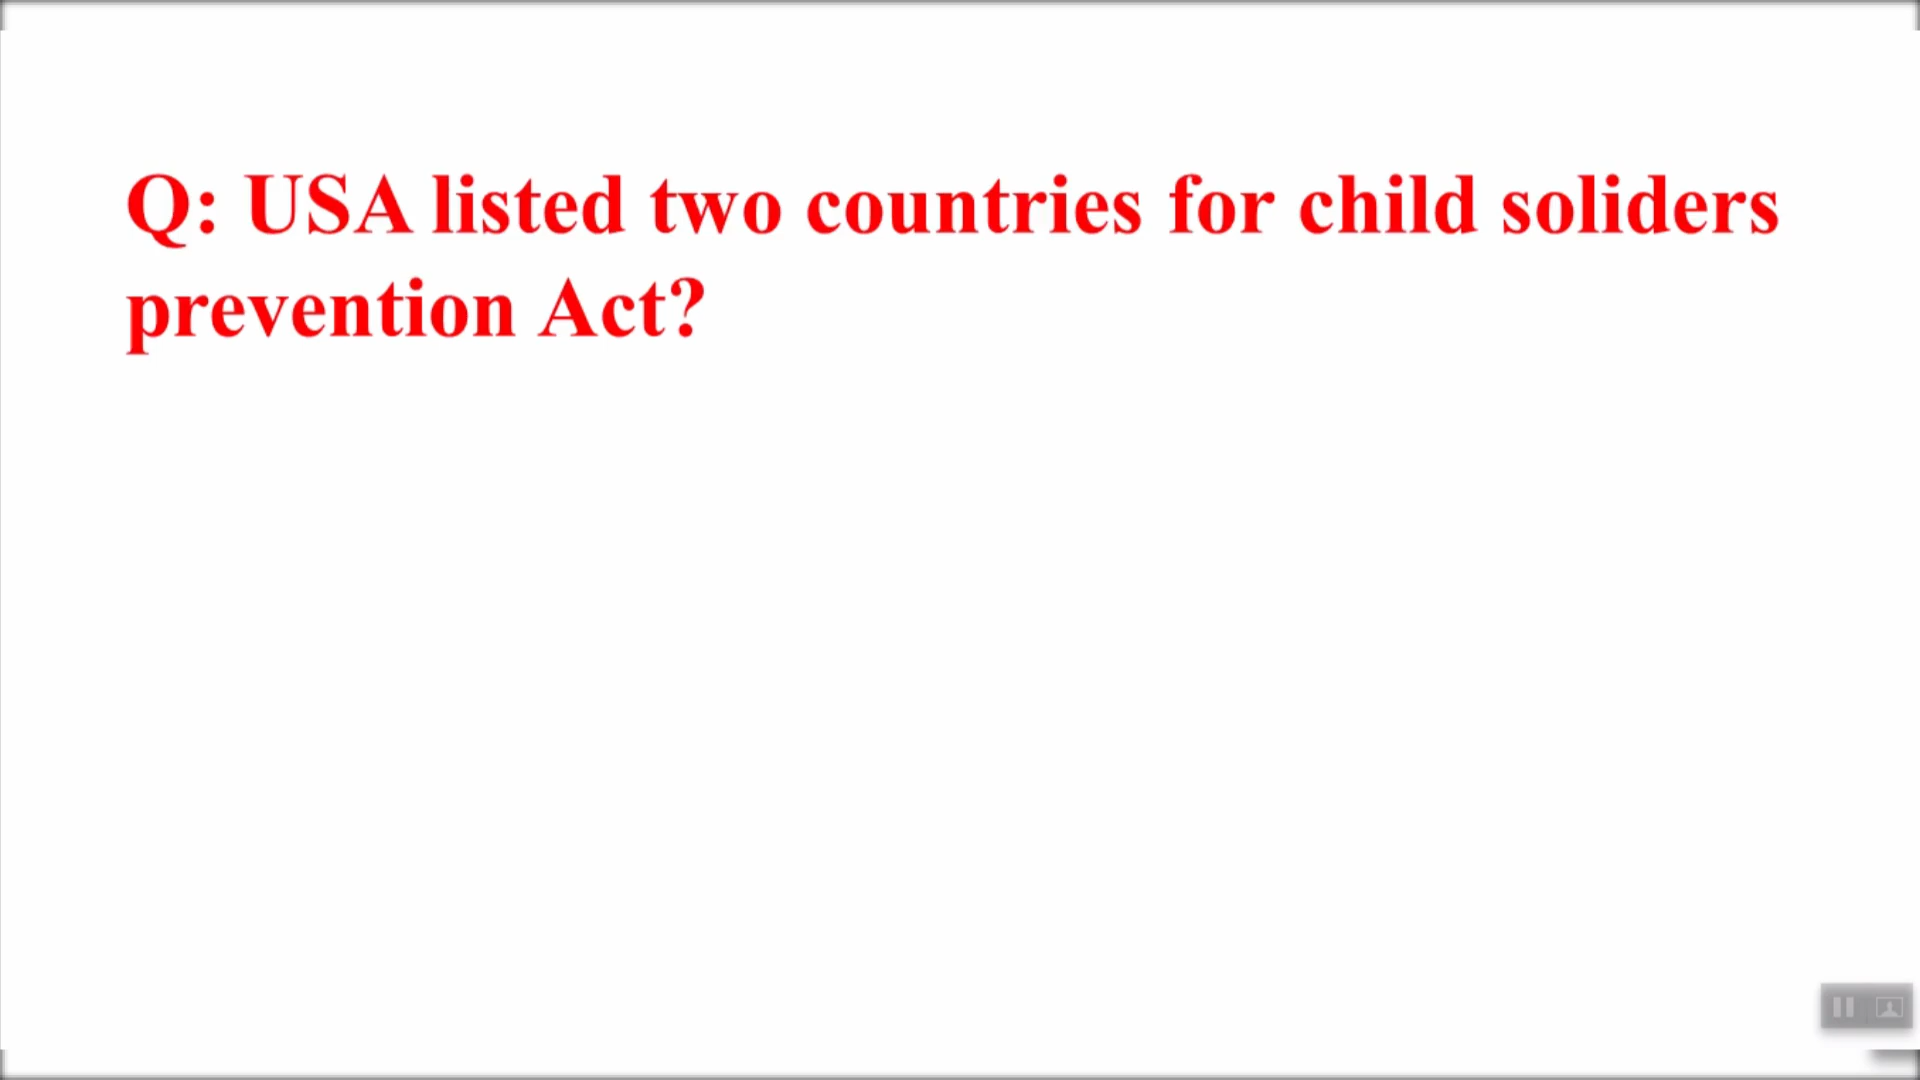 Q: USA listed two countries for child soliders
prevention Act?